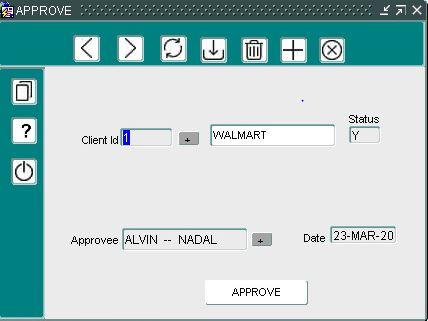 APPROVE
?
Status
Client Id 1 + WALMART Y
Approvee ALVIN -- NADAL + Date 23-MAR-20
APPROVE